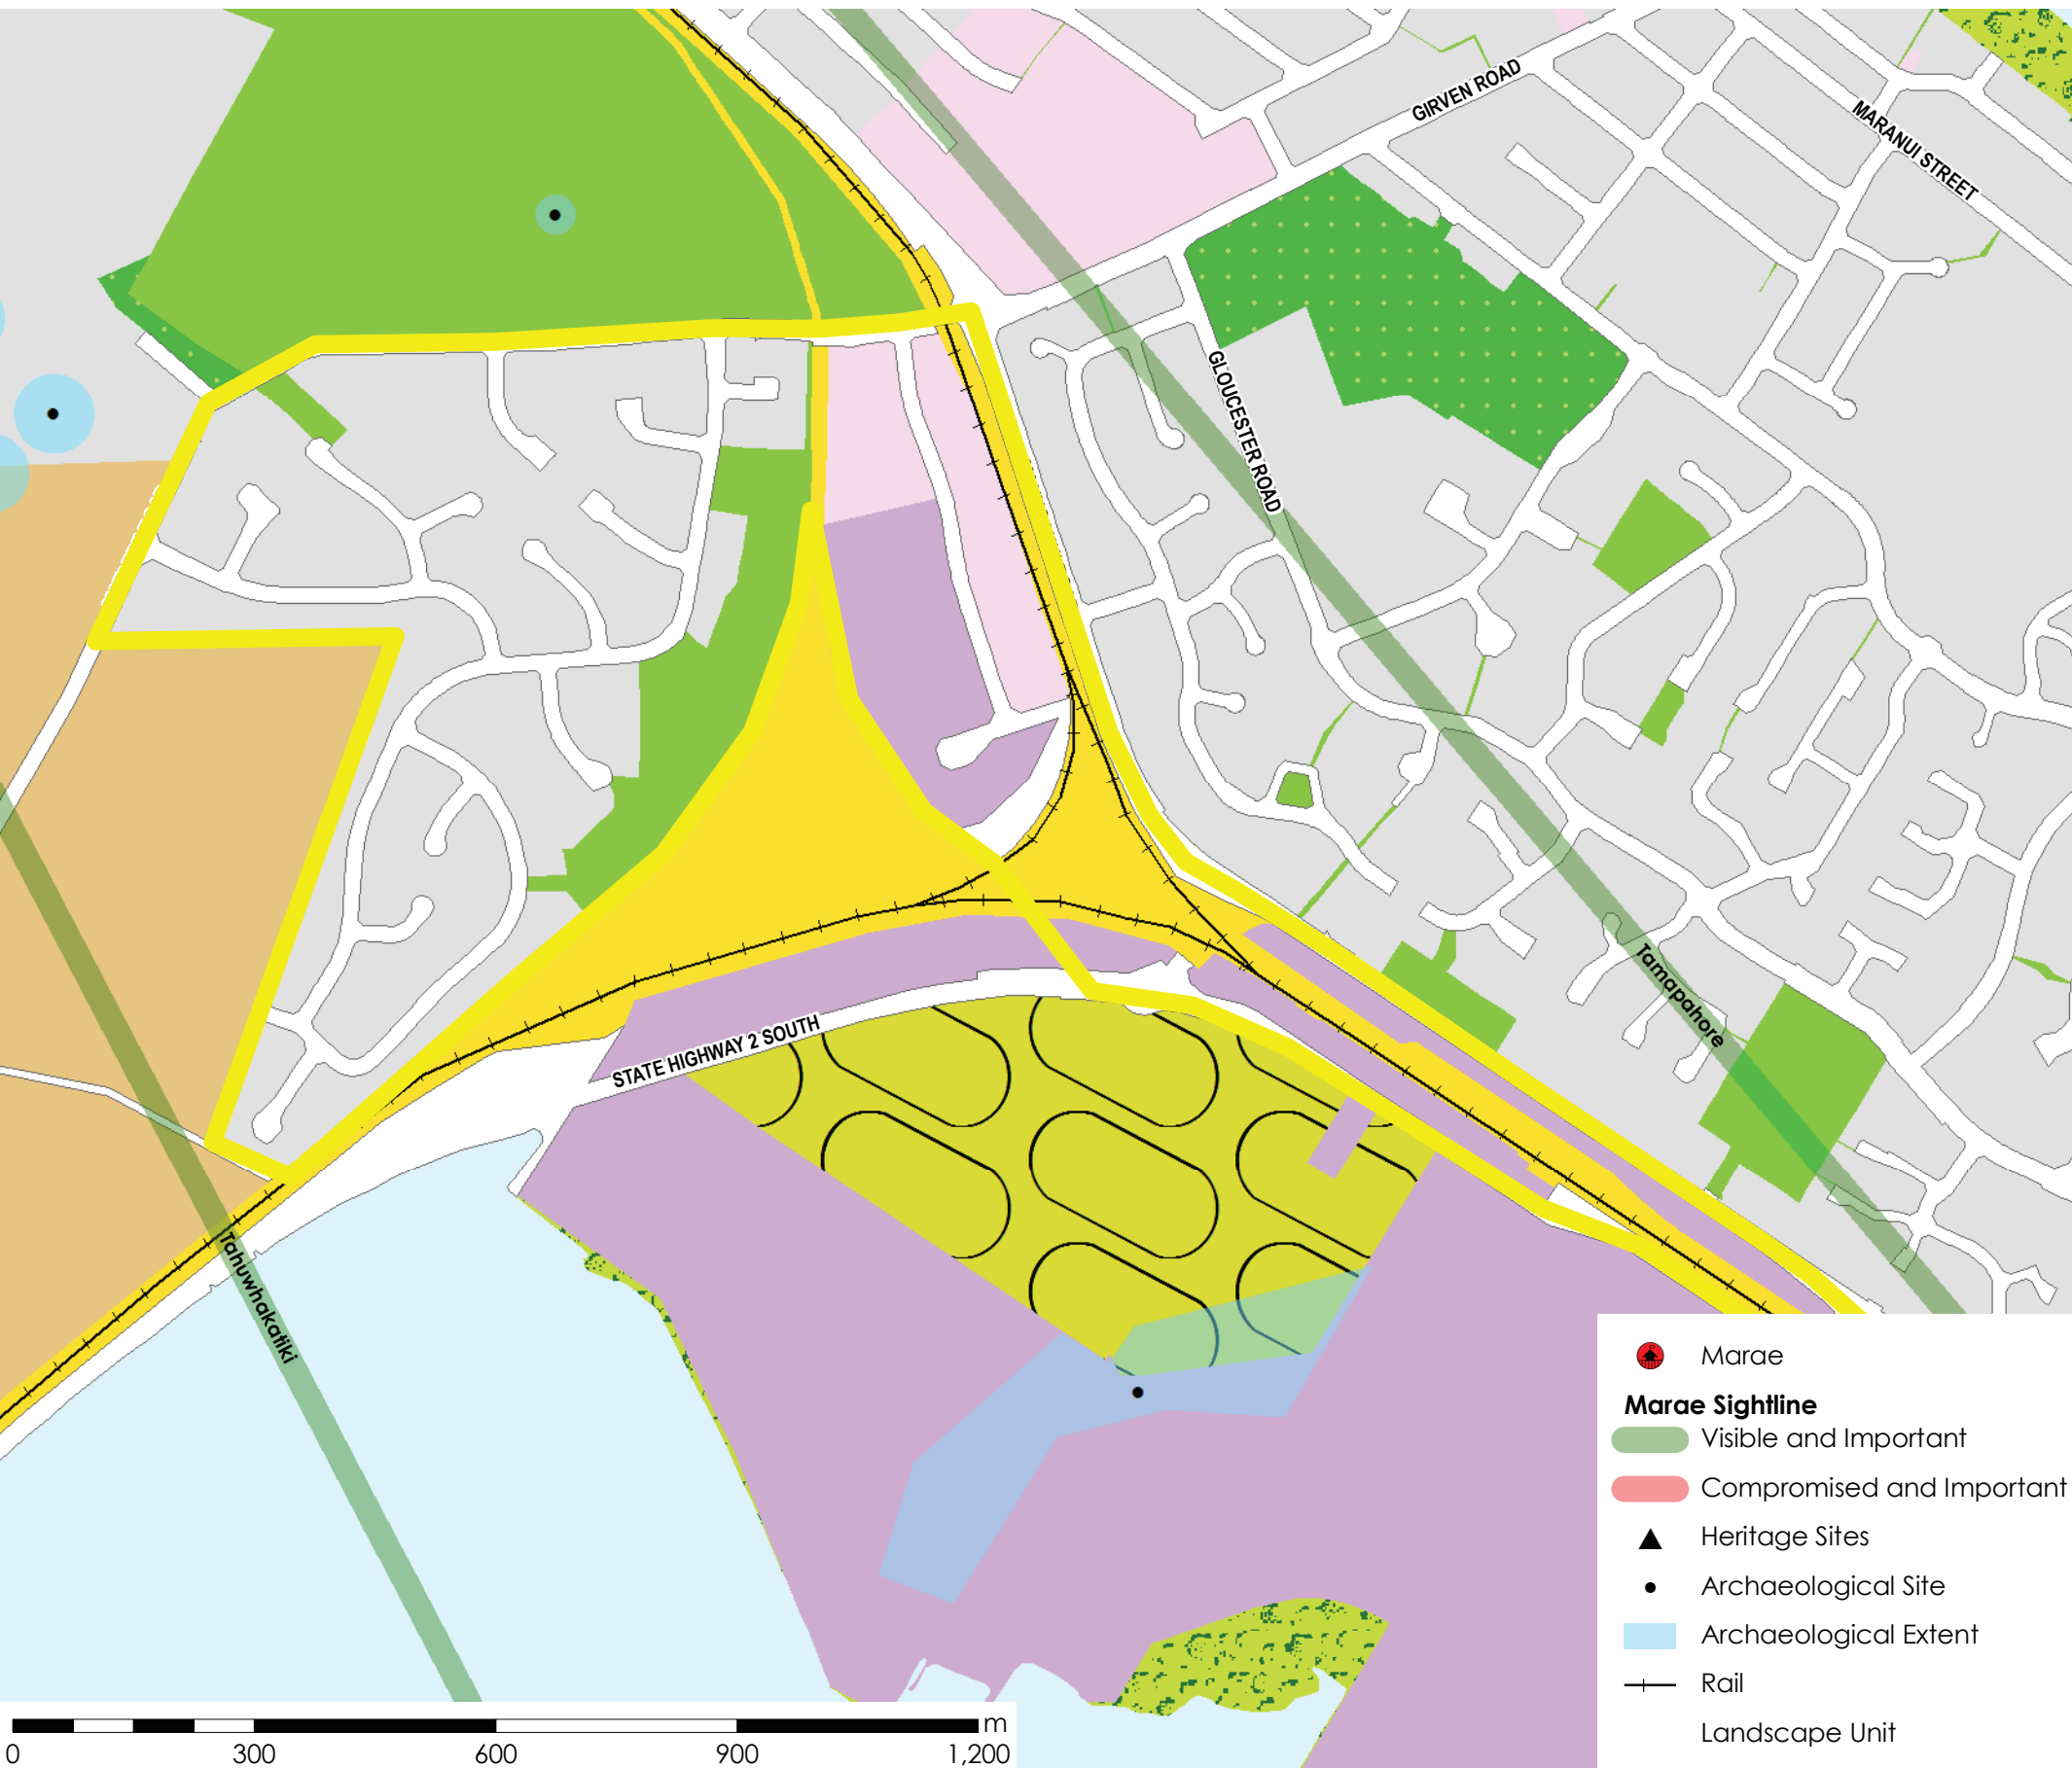 GIRVEN ROAD
MARANUI STREET
GLOUCESTER ROAD
Tamapahore
STATE HIGHWAY 2 SOUTH
Tahuwhakatiki
Marae
Marae Sightline
Visible and Important
Compromised and Important
Heritage Sites
Archaeological Site
Archaeological Extent
Rail
Landscape Unit
m
0 300 600 900 1,200